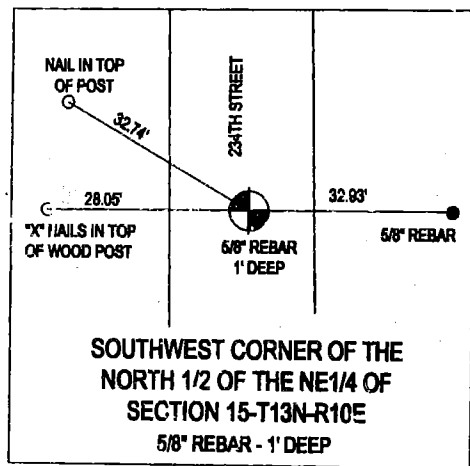 NAIL IN TOP
OF POST
234TH STREET
32.74'
28.05'
32.93'
"X" NAILS IN TOP
OF WOOD POST
5/8" REBAR
1' DEEP
5/8" REBAR
SOUTHWEST CORNER OF THE
NORTH 1/2 OF THE NE1/4 OF
SECTION 15-T13N-R10E
5/8" REBAR - 1' DEEP